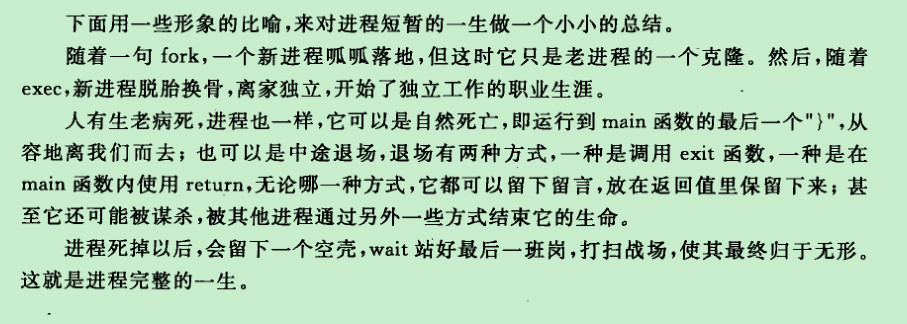 下面用一些形象的比喻,来对进程短暂的一生做一个小小的总结。
随着一句 fork,一个新进程呱呱落地,但这时它只是老进程的一个克隆。然后,随着
exec,新进程脱胎换骨,离家独立,开始了独立工作的职业生涯。
人有生老病死,进程也一样,它可以是自然死亡,即运行到 main 函数的最后一个"}",从
容地离我们而去；也可以是中途退场,退场有两种方式,一种是调用 exit 函数,一种是在
main 函数内使用 return,无论哪一种方式,它都可以留下留言,放在返回值里保留下来；甚
至它还可能被谋杀,被其他进程通过另外一些方式结束它的生命。
进程死掉以后,会留下一个空壳,wait 站好最后一班岗,打扫战场,使其最终归于无形。
这就是进程完整的一生。